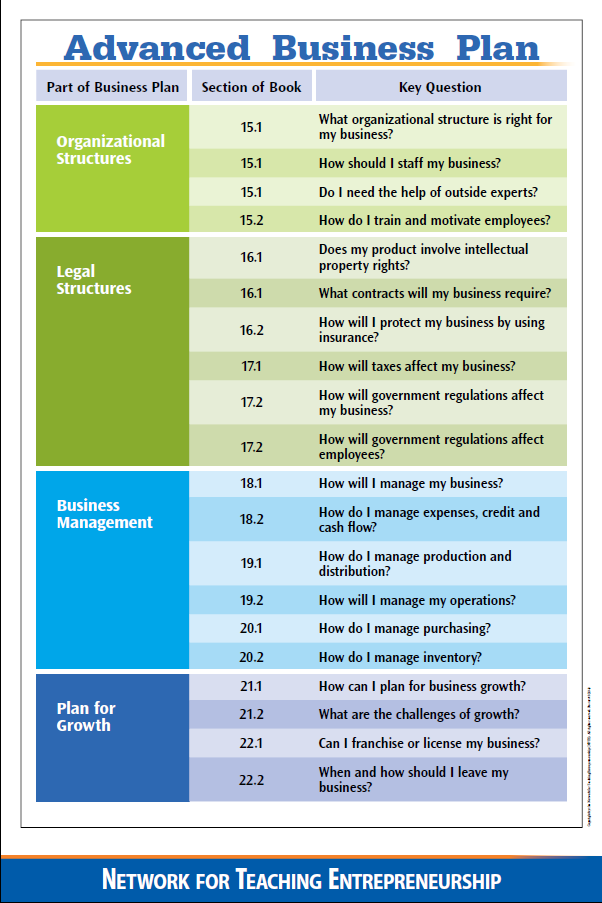 Advanced Business Plan
Part of Business Plan
Section of Book
Key Question
Organizational
Structures
15.1
What organizational structure is right for
my business?
15.1
How should I staff my business?
15.1
Do I need the help of outside experts?
15.2
How do I train and motivate employees?
Legal
Structures
16.1
Does my product involve intellectual
property rights?
16.1
What contracts will my business require?
16.2
How will I protect my business by using
insurance?
17.1
How will taxes affect my business?
17.2
How will government regulations affect
my business?
17.2
How will government regulations affect
employees?
Business
Management
18.1
How will I manage my business?
18.2
How do I manage expenses, credit and
cash flow?
19.1
How do I manage production and
distribution?
19.2
How will I manage my operations?
20.1
How do I manage purchasing?
20.2
How do I manage inventory?
Plan for
Growth
21.1
How can I plan for business growth?
21.2
What are the challenges of growth?
22.1
Can I franchise or license my business?
22.2
When and how should I leave my
business?
NETWORK FOR TEACHING ENTREPRENEURSHIP